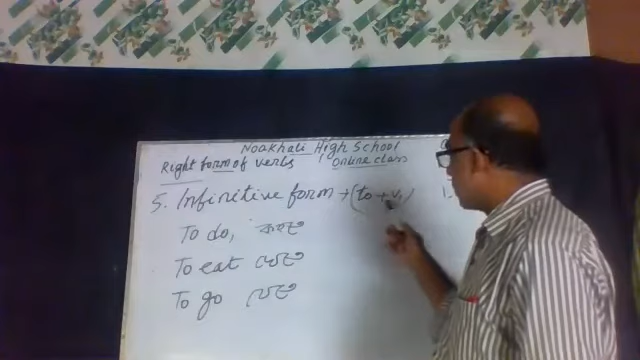 Noakhali High School
Right form of verbs Online class
5. Infinitive form → (to + V₁) 1.
To do, করতে
To eat খেতে
To go যেতে